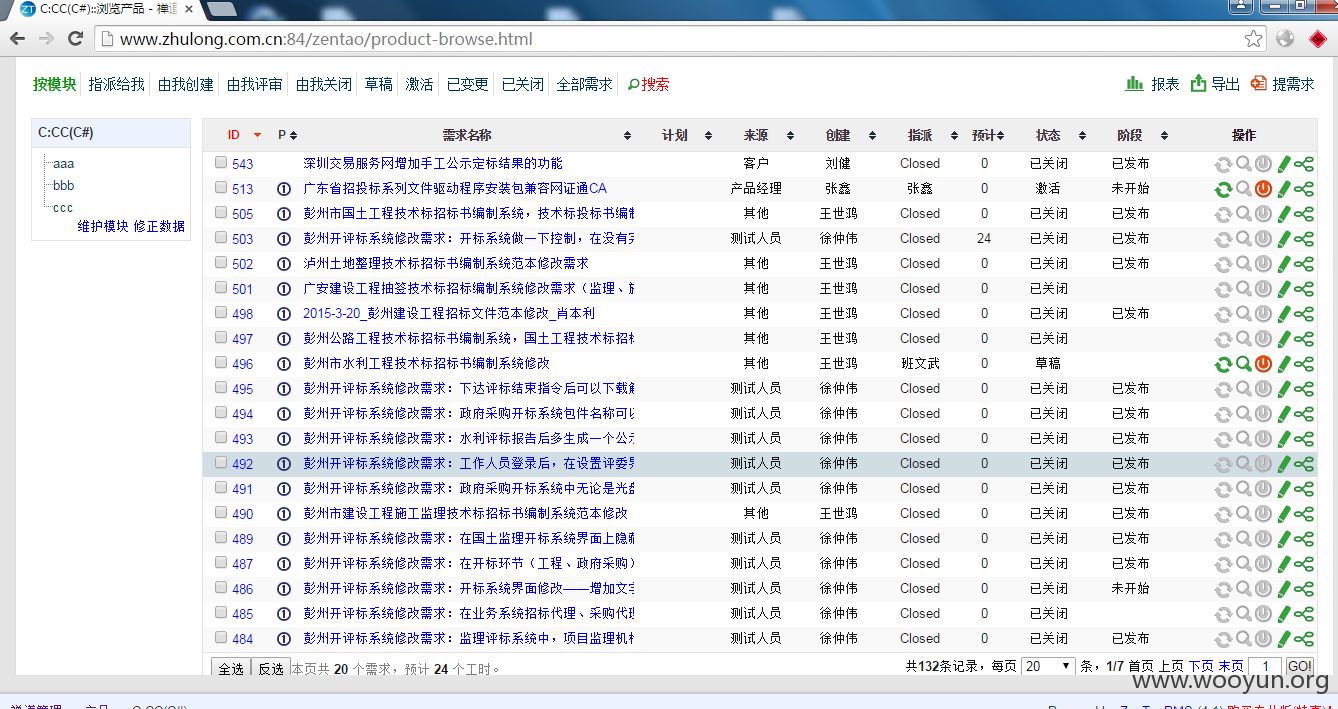 C:CC(C#)::浏览产品 - 禅道
www.zhulong.com.cn:84/zentao/product-browse.html
按模块 指派给我 由我创建 由我评审 由我关闭 草稿 激活 已变更 已关闭 全部需求 搜索 报表 导出 提需求
C:CC(C#)
aaa
bbb
ccc
维护模块 修正数据
ID P 需求名称 计划 来源 创建 指派 预计 状态 阶段 操作
543 深圳交易服务网增加手工公示定标结果的功能 客户 刘健 Closed 0 已关闭 已发布
513 1 广东省招投标系列文件驱动程序安装包兼容网证通CA 产品经理 张鑫 张鑫 0 激活 未开始
505 1 彭州市国土工程技术标招标书编制系统，技术标投标书编制 其他 王世鸿 Closed 0 已关闭 已发布
503 1 彭州开评标系统修改需求：开标系统做一下控制，在没有 测试人员 徐仲伟 Closed 24 已关闭 已发布
502 1 泸州土地整理技术标招标书编制系统范本修改需求 其他 王世鸿 Closed 0 已关闭 已发布
501 1 广安建设工程抽签技术标招标编制系统修改需求（监理、 其他 王世鸿 Closed 0 已关闭
498 1 2015-3-20_彭州建设工程招标文件范本修改_肖本利 其他 王世鸿 Closed 0 已关闭 已发布
497 1 彭州公路工程技术标招标书编制系统，国土工程技术标招标 其他 王世鸿 Closed 0 已关闭
496 1 彭州市水利工程技术标招标书编制系统修改 其他 王世鸿 班文武 0 草稿
495 1 彭州开评标系统修改需求：下达评标结束指令后可以下载 测试人员 徐仲伟 Closed 0 已关闭 已发布
494 1 彭州开评标系统修改需求：政府采购开标系统包件名称可以 测试人员 徐仲伟 Closed 0 已关闭 已发布
493 1 彭州开评标系统修改需求：水利评标报告后多生成一个公示 测试人员 徐仲伟 Closed 0 已关闭 已发布
492 1 彭州开评标系统修改需求：工作人员登录后，在设置评委 测试人员 徐仲伟 Closed 0 已关闭 已发布
491 1 彭州开评标系统修改需求：政府采购开标系统中无论是光盘 测试人员 徐仲伟 Closed 0 已关闭 已发布
490 1 彭州市建设工程施工监理技术标招标书编制系统范本修改 其他 王世鸿 Closed 0 已关闭 已发布
489 1 彭州开评标系统修改需求：在国土监理开标系统界面上隐藏 测试人员 徐仲伟 Closed 0 已关闭 已发布
487 1 彭州开评标系统修改需求：在开标环节（工程、政府采购） 测试人员 徐仲伟 Closed 0 已关闭 已发布
486 1 彭州开评标系统修改需求：开标系统界面修改——增加文字 测试人员 徐仲伟 Closed 0 已关闭 未开始
485 1 彭州开评标系统修改需求：在业务系统招标代理、采购代理 测试人员 徐仲伟 Closed 0 已关闭
484 1 彭州开评标系统修改需求：监理评标系统中，项目监理机构 测试人员 徐仲伟 Closed 0 已关闭 已发布
全选 反选 本页共 20 个需求，预计 24 个工时。 共132条记录，每页 20 条，1/7 首页 上页 下页 末页 1 GO!
www.wooyun.org